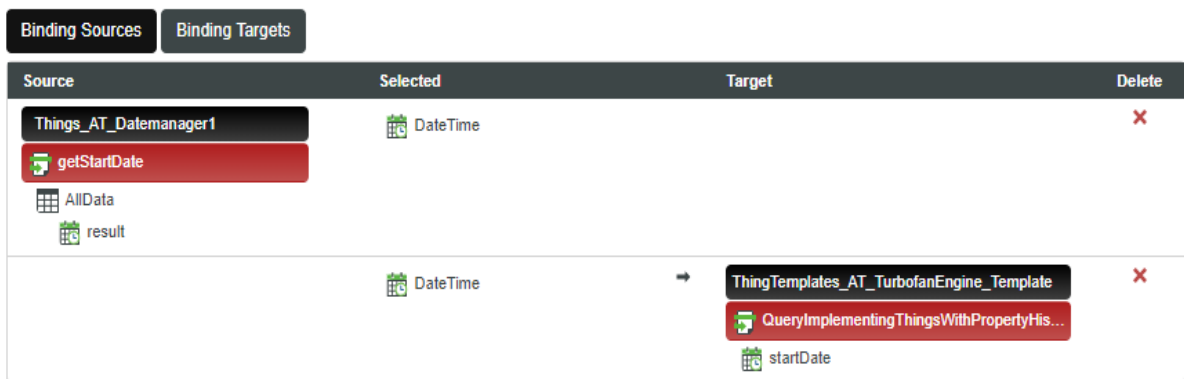 Binding Sources Binding Targets
Source Selected Target Delete
Things_AT_Datemanager1 DateTime
getStartDate
AllData
result
DateTime ThingTemplates_AT_TurbofanEngine_Template
QueryImplementingThingsWithPropertyHis...
startDate